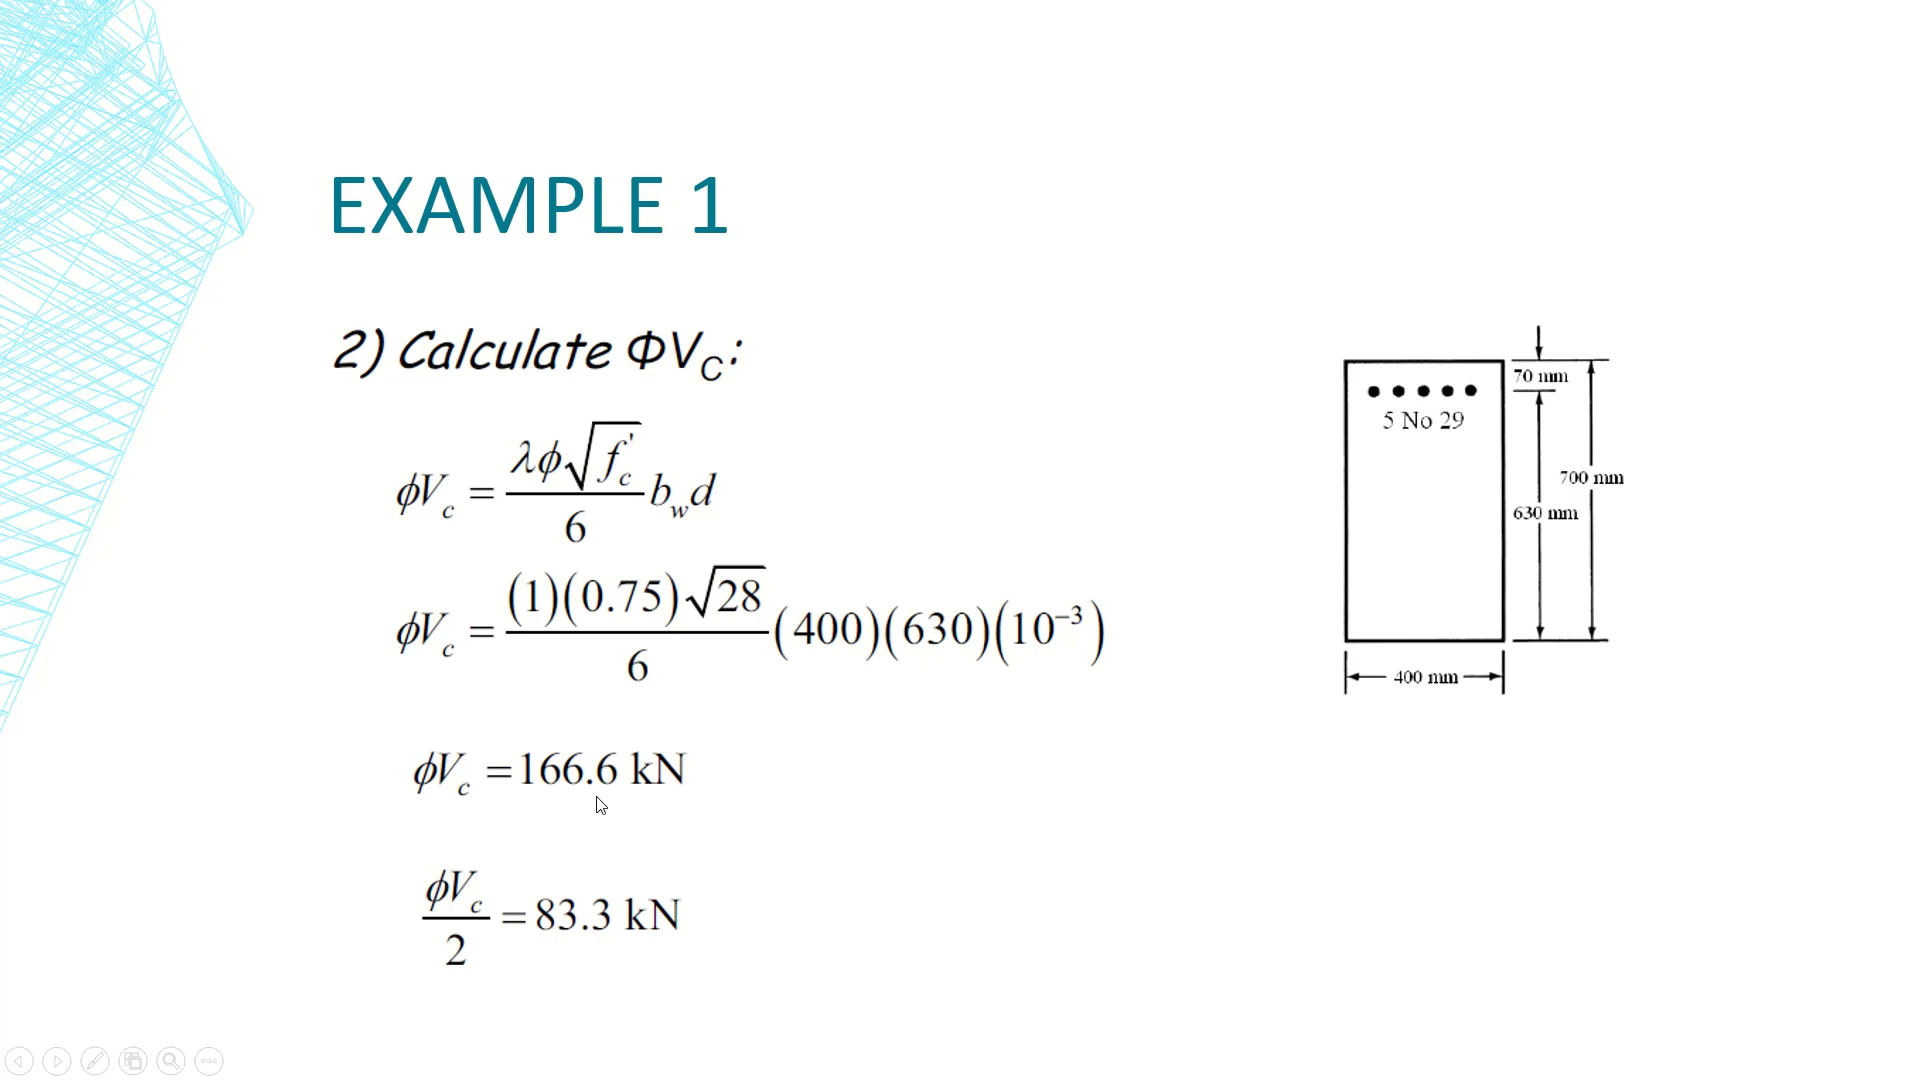 EXAMPLE 1
2) Calculate ΦV_C:
ϕV_c = λϕ√f'_c / 6 b_w d
ϕV_c = (1)(0.75)√28 / 6 (400)(630)(10⁻³)
ϕV_c = 166.6 kN
ϕV_c / 2 = 83.3 kN
70 mm
5 No 29
700 mm
630 mm
400 mm